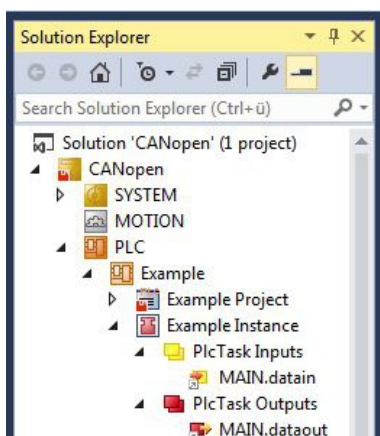 Solution Explorer
Search Solution Explorer (Ctrl+ü)
Solution 'CANopen' (1 project)
CANopen
SYSTEM
MOTION
PLC
Example
Example Project
Example Instance
PlcTask Inputs
MAIN.datain
PlcTask Outputs
MAIN.dataout